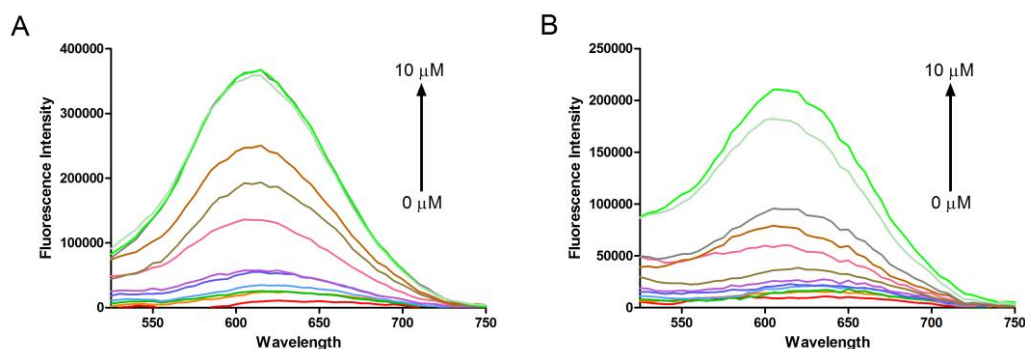 A
Fluorescence Intensity
400000
300000
200000
100000
0
10 μM
0 μM
550 600 650 700 750
Wavelength
B
Fluorescence Intensity
250000
200000
150000
100000
50000
0
10 μM
0 μM
550 600 650 700 750
Wavelength